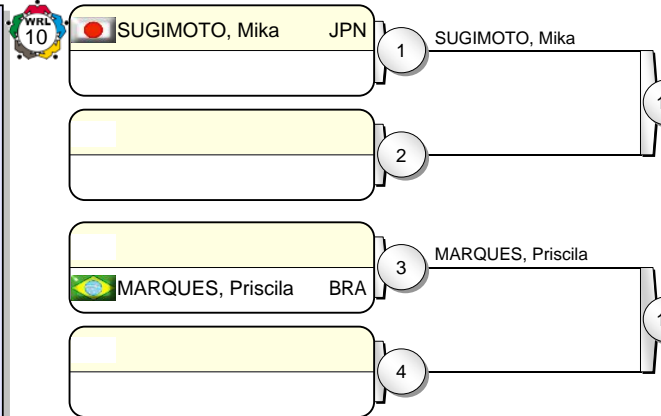 WRL
10
SUGIMOTO, Mika JPN
1
SUGIMOTO, Mika
2
3
MARQUES, Priscila
MARQUES, Priscila BRA
4